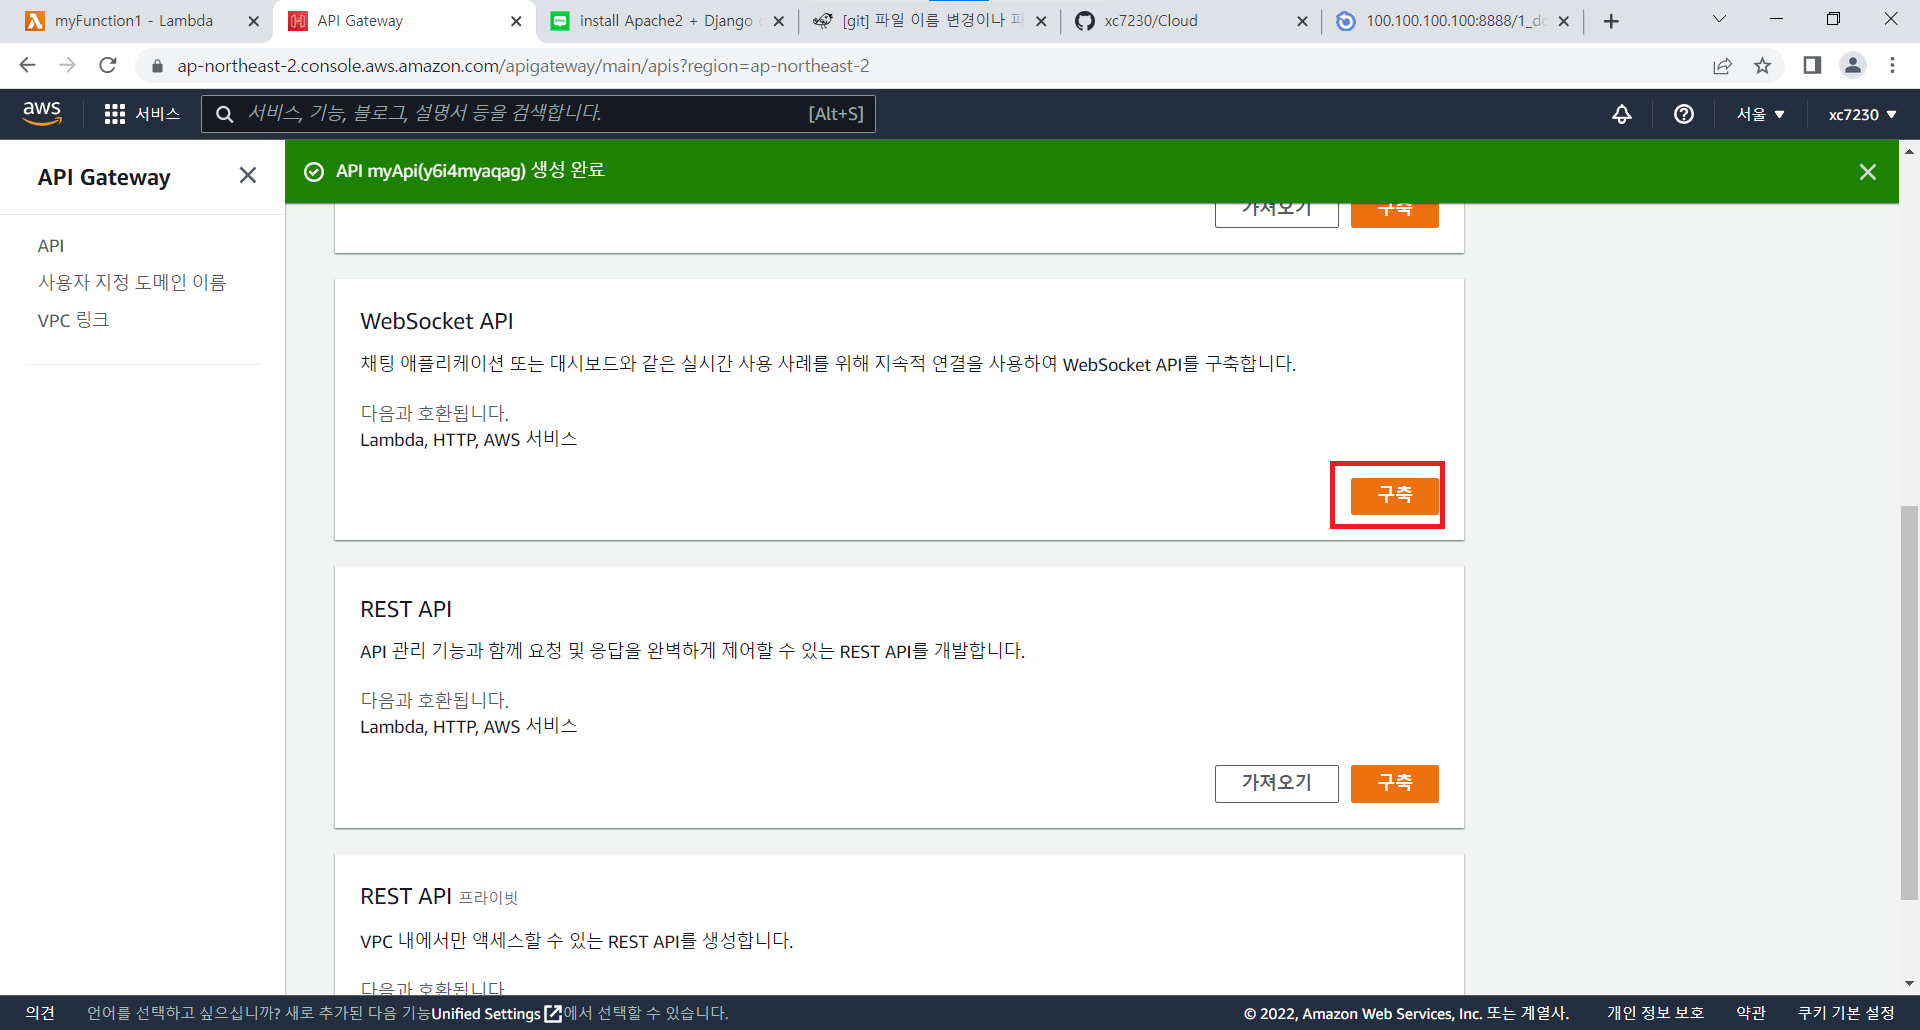 myFunction1 - Lambda
API Gateway
install Apache2 + Django
[git] 파일 이름 변경이나
xc7230/Cloud
100.100.100.100:8888/1_do
ap-northeast-2.console.aws.amazon.com/apigateway/main/apis?region=ap-northeast-2
aws
서비스
서비스, 기능, 블로그, 설명서 등을 검색합니다.
[Alt+S]
서울
xc7230
API Gateway
API
사용자 지정 도메인 이름
VPC 링크
API myApi(y6i4myaqag) 생성 완료
가져오기
구축
WebSocket API
채팅 애플리케이션 또는 대시보드와 같은 실시간 사용 사례를 위해 지속적 연결을 사용하여 WebSocket API를 구축합니다.
다음과 호환됩니다.
Lambda, HTTP, AWS 서비스
구축
REST API
API 관리 기능과 함께 요청 및 응답을 완벽하게 제어할 수 있는 REST API를 개발합니다.
다음과 호환됩니다.
Lambda, HTTP, AWS 서비스
가져오기
구축
REST API 프라이빗
VPC 내에서만 액세스할 수 있는 REST API를 생성합니다.
다음과 호환됩니다
의견
언어를 선택하고 싶으십니까? 새로 추가된 다음 기능Unified Settings에서 선택할 수 있습니다.
© 2022, Amazon Web Services, Inc. 또는 계열사.
개인 정보 보호
약관
쿠키 기본 설정